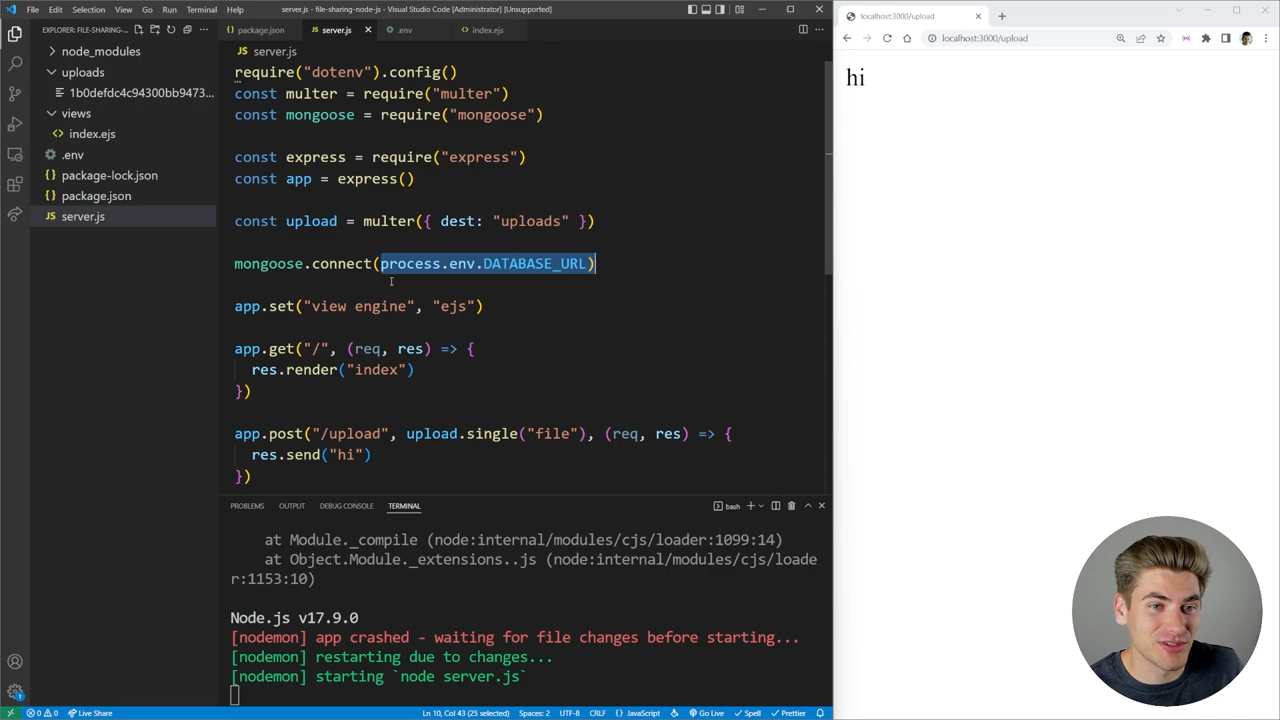 File Edit Selection View Go Run Terminal ··· server.js - file-sharing-node-js - Visual Studio Code [Administrator] [Unsupported]
localhost:3000/upload
EXPLORER: FILE-SHARING-...
package.json
server.js
.env
index.ejs
localhost:3000/upload
node_modules
uploads
1b0defdc4c94300bb9473...
views
index.ejs
.env
package-lock.json
package.json
server.js
server.js
require("dotenv").config()
const multer = require("multer")
const mongoose = require("mongoose")
const express = require("express")
const app = express()
const upload = multer({ dest: "uploads" })
mongoose.connect(process.env.DATABASE_URL)
app.set("view engine", "ejs")
app.get("/", (req, res) => {
res.render("index")
})
app.post("/upload", upload.single("file"), (req, res) => {
res.send("hi")
})
hi
PROBLEMS OUTPUT DEBUG CONSOLE TERMINAL
bash
at Module._compile (node:internal/modules/cjs/loader:1099:14)
at Object.Module._extensions..js (node:internal/modules/cjs/loade
r:1153:10)
Node.js v17.9.0
[nodemon] app crashed - waiting for file changes before starting...
[nodemon] restarting due to changes...
[nodemon] starting `node server.js`
0 0 Live Share Ln 10, Col 43 (25 selected) Spaces: 2 UTF-8 CRLF {} JavaScript Go Live Spell Prettier
1